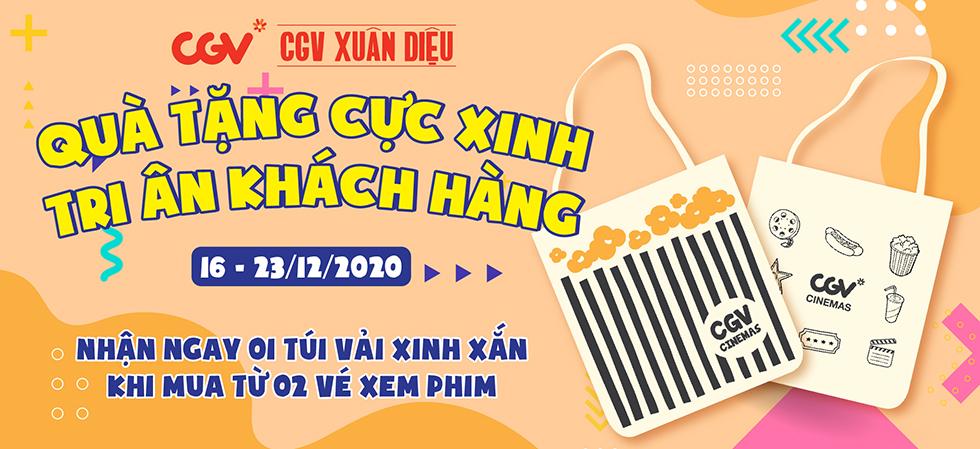 CGV* CGV XUÂN DIỆU
QUÀ TẶNG CỰC XINH
TRI ÂN KHÁCH HÀNG
16 - 23/12/2020
NHẬN NGAY 01 TÚI VẢI XINH XẮN
KHI MUA TỪ 02 VÉ XEM PHIM
CGV
CINEMAS
CGV*
CINEMAS